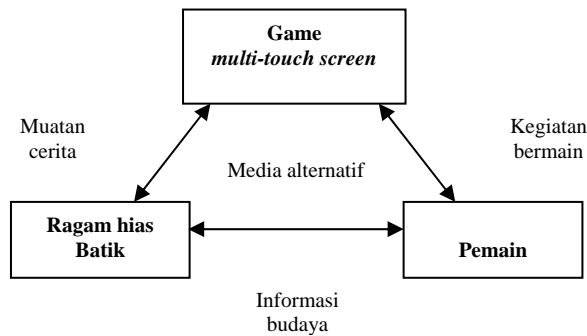 Game
multi-touch screen
Muatan
cerita
Kegiatan
bermain
Media alternatif
Ragam hias
Batik
Pemain
Informasi
budaya